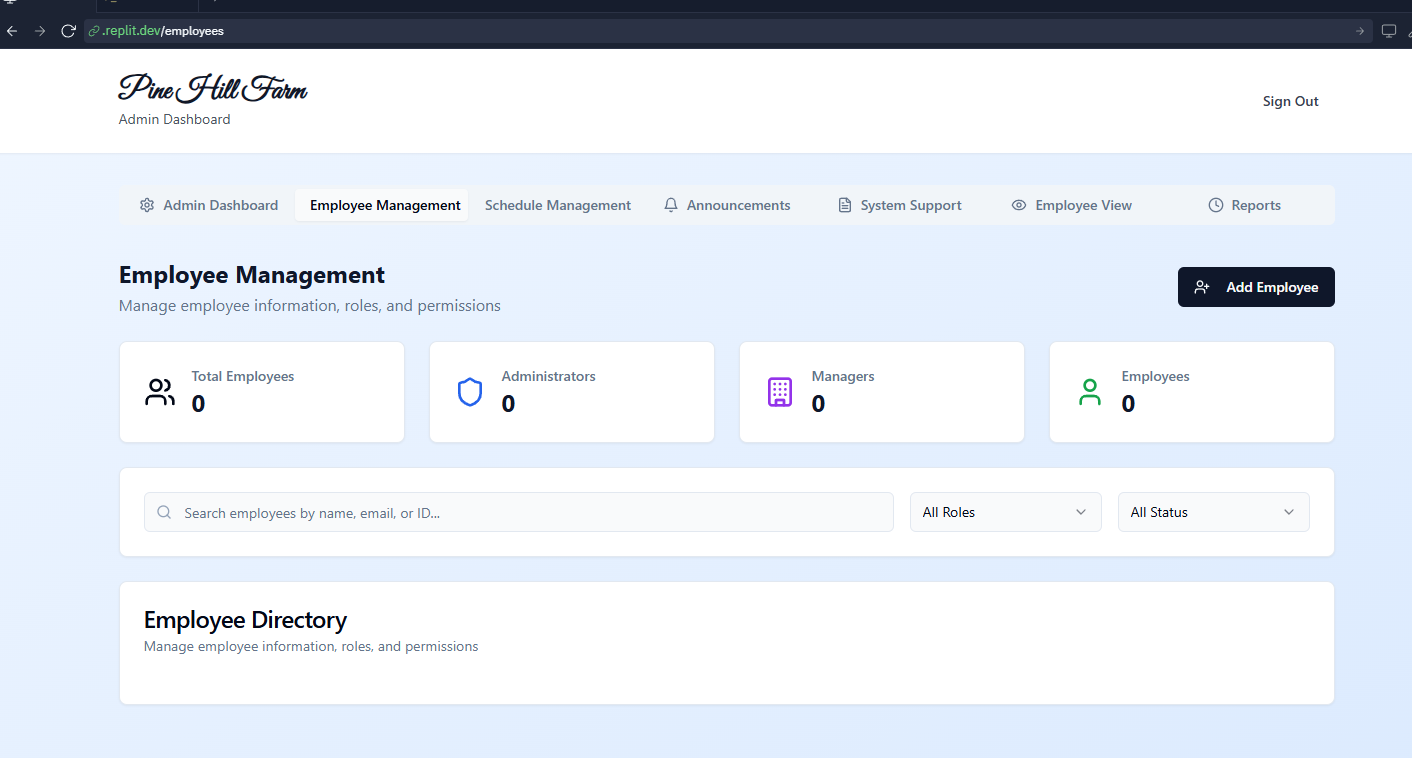 .replit.dev/employees
Pine Hill Farm
Admin Dashboard
Sign Out
Admin Dashboard Employee Management Schedule Management Announcements System Support Employee View Reports
Employee Management
Manage employee information, roles, and permissions
Add Employee
Total Employees
0
Administrators
0
Managers
0
Employees
0
Search employees by name, email, or ID...
All Roles
All Status
Employee Directory
Manage employee information, roles, and permissions